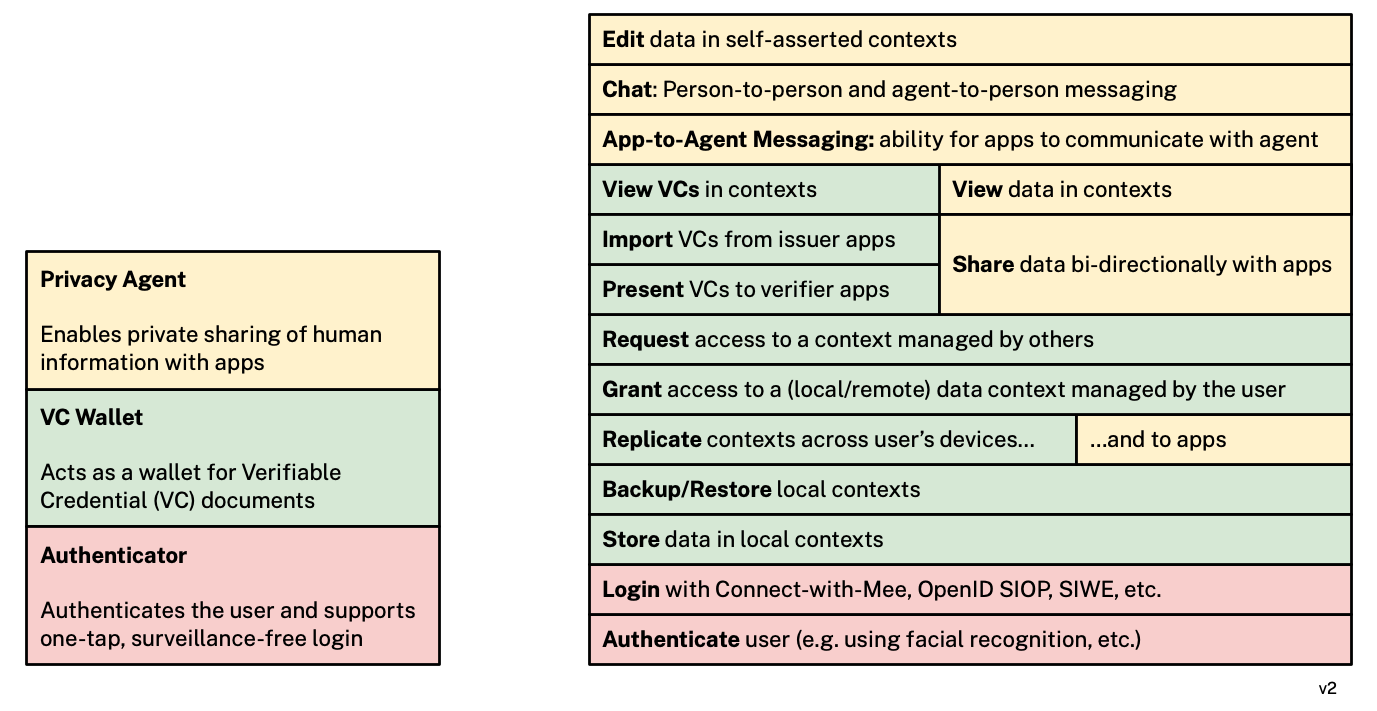 Privacy Agent
Enables private sharing of human
information with apps
VC Wallet
Acts as a wallet for Verifiable
Credential (VC) documents
Authenticator
Authenticates the user and supports
one-tap, surveillance-free login
Edit data in self-asserted contexts
Chat: Person-to-person and agent-to-person messaging
App-to-Agent Messaging: ability for apps to communicate with agent
View VCs in contexts
View data in contexts
Import VCs from issuer apps
Present VCs to verifier apps
Share data bi-directionally with apps
Request access to a context managed by others
Grant access to a (local/remote) data context managed by the user
Replicate contexts across user’s devices...
...and to apps
Backup/Restore local contexts
Store data in local contexts
Login with Connect-with-Mee, OpenID SIOP, SIWE, etc.
Authenticate user (e.g. using facial recognition, etc.)
v2